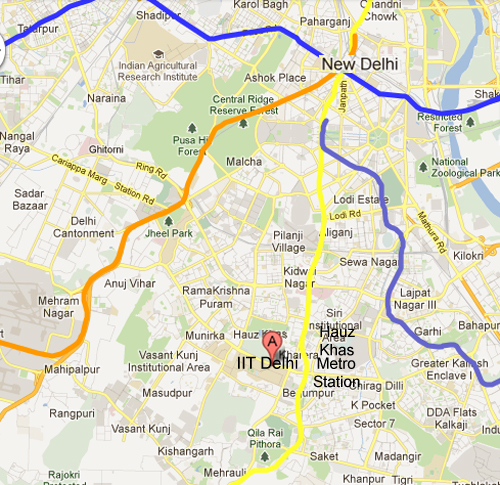 Tatarpur
Shadipur
Karol Bagh
Chandni
Chowk
Paharganj
Tihar
Indian Agricultural
Research Institute
Ashok Place
New Delhi
Janpath
Naraina
Central Ridge
Reserve Forest
Restricted
Forest
Nangal
Raya
Ghitorni
Pusa Hill
Forest
Malcha
Ring Rd
Cariappa Marg
Station Rd
National
Zoological Park
Sadar
Bazaar
Lodi Estate
Lodi Rd
Mathura Rd
Delhi
Cantonment
Jheel Park
Pilanji
Village
Aliganj
Kilokri
Sewa Nagar
Kidwai
Nagar
Anuj Vihar
RamaKrishna
Puram
Mehram
Nagar
Lajpat
Nagar III
Siri
Institutional
Area
Garhi
Bahapur
Munirka
Hauz Khas
A
Hauz
Khas
Metro
Station
IIT Delhi
Vasant Kunj
Institutional
Area
Mahipalpur
Greater Kailash
Enclave I
Masudpur
Begumpur
Chirag Dilli
Rangpuri
K Pocket
DDA Flats
Kalkaji
Vasant Kunj
Qila Rai
Pithora
Sector 7
Kishangarh
Rajokri
Protected
Mehrauli
Saket
Madangir
Khanpur
Tigri